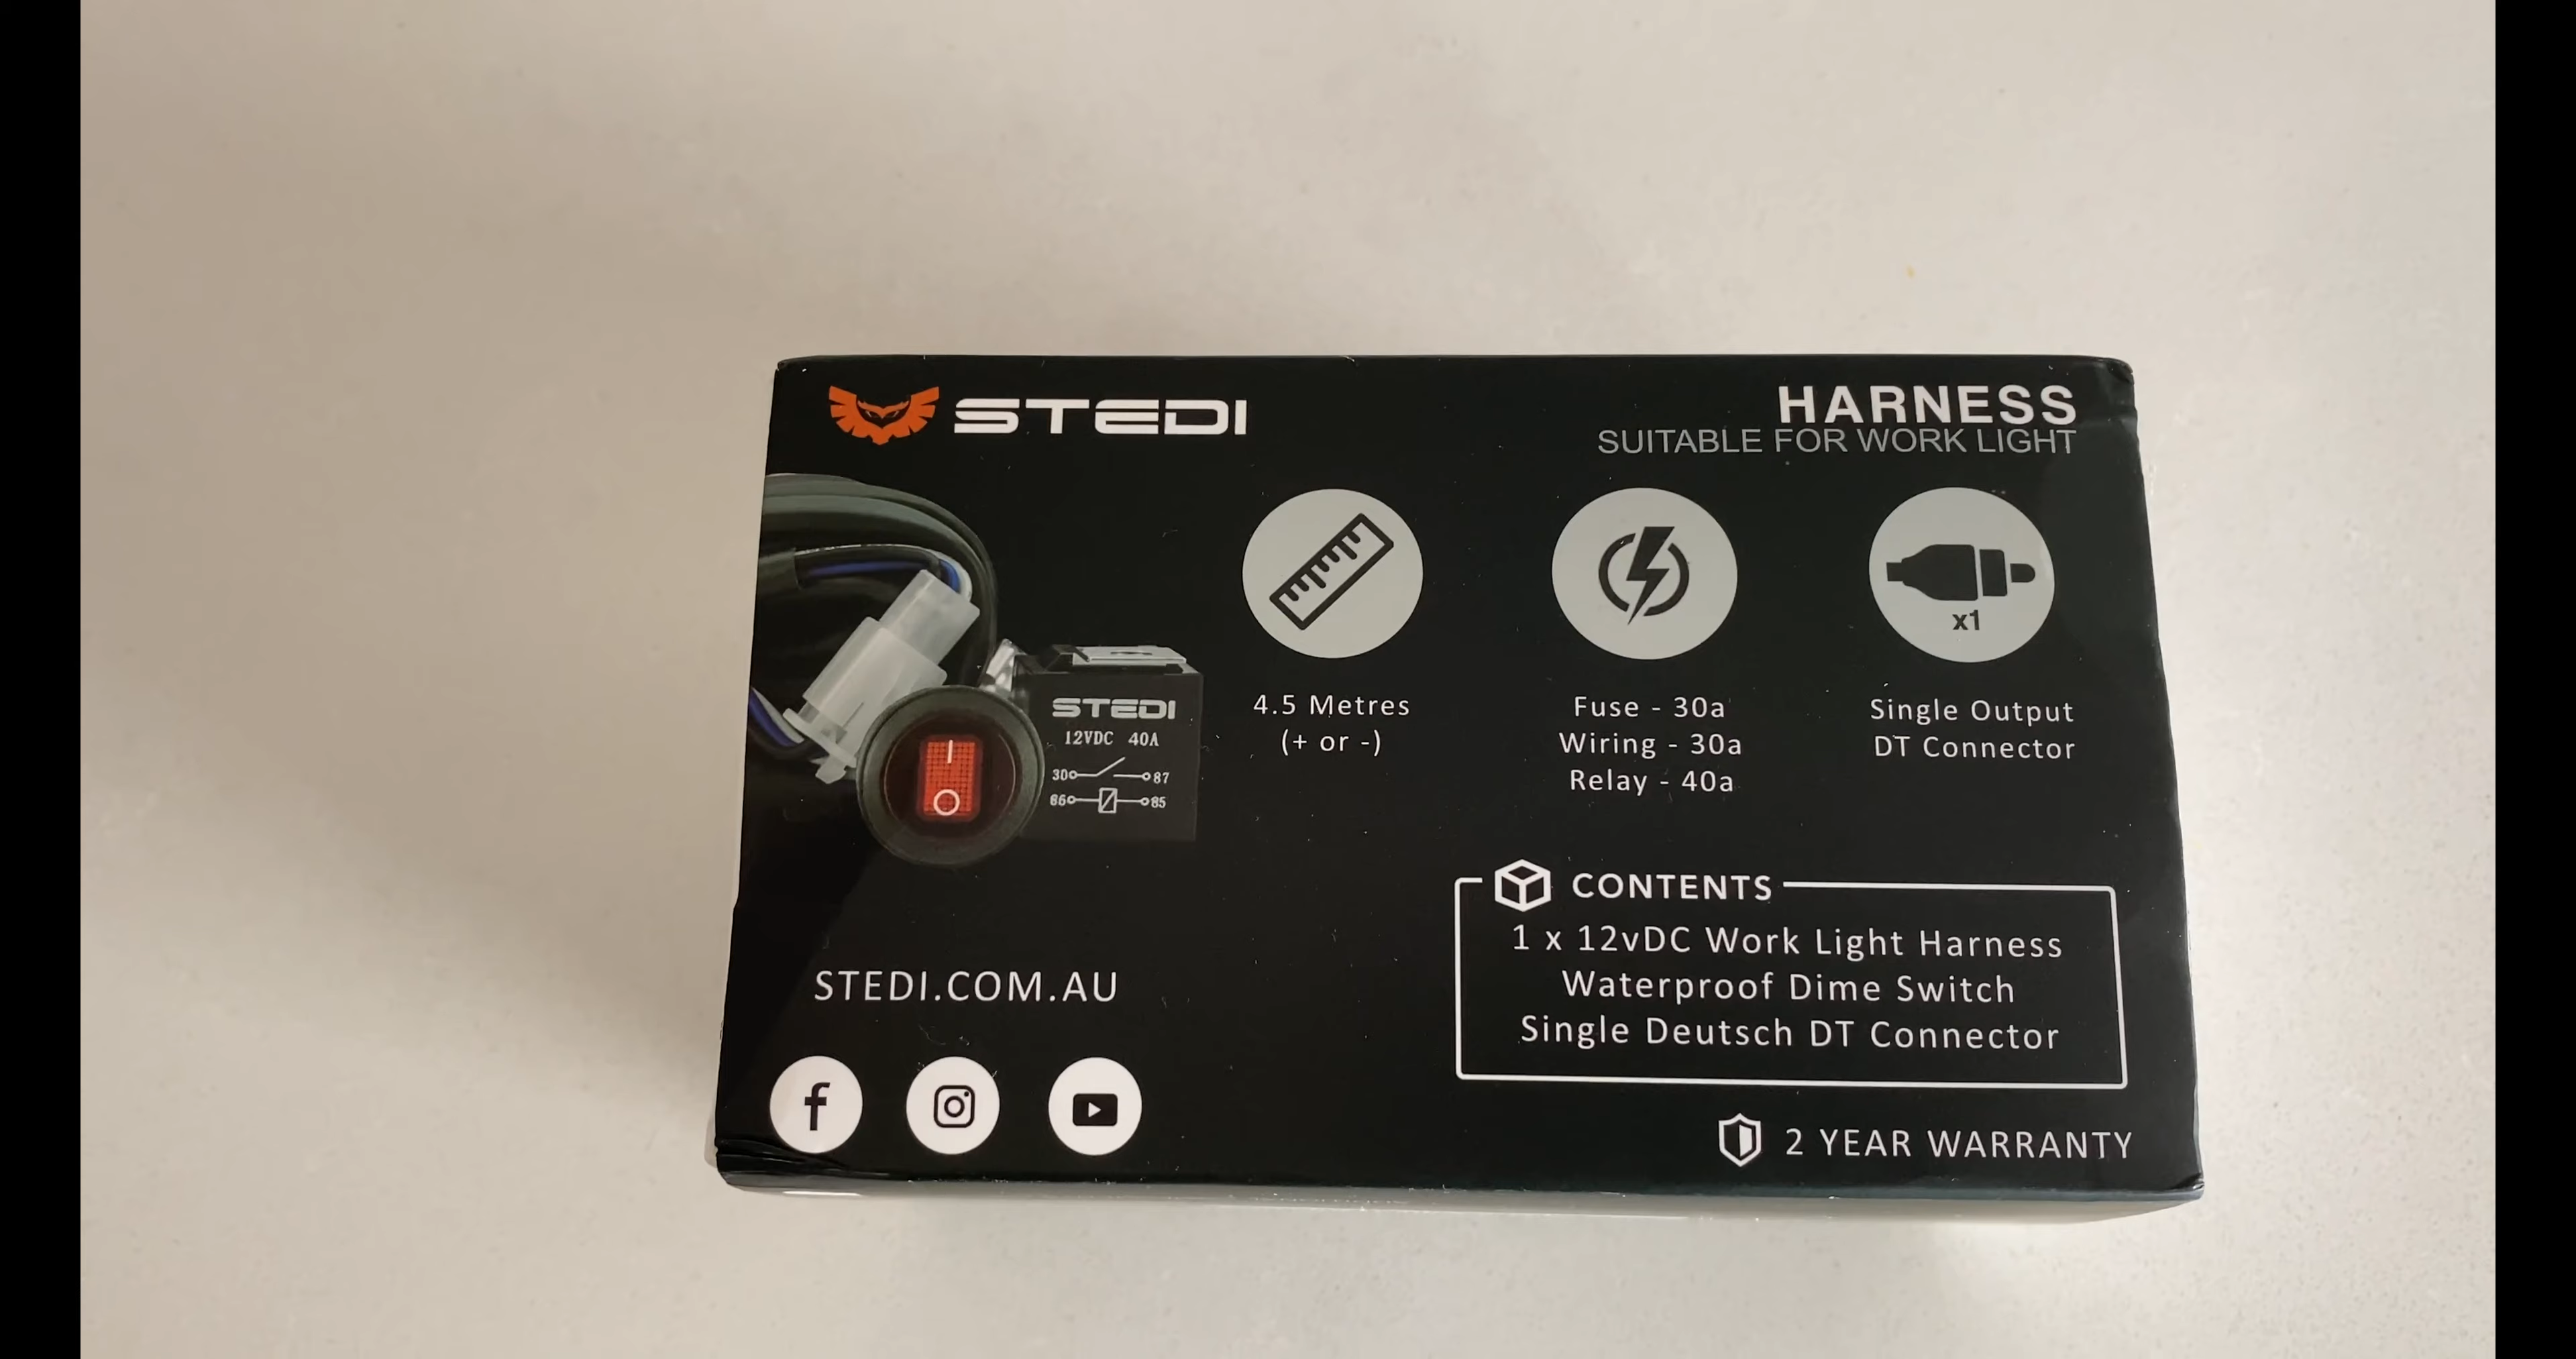 STEDI
HARNESS
SUITABLE FOR WORK LIGHT
x1
STEDI
12VDC 40A
30 87
86 85
4.5 Metres
(+ or -)
Fuse - 30a
Wiring - 30a
Relay - 40a
Single Output
DT Connector
CONTENTS
1 x 12vDC Work Light Harness
Waterproof Dime Switch
Single Deutsch DT Connector
STEDI.COM.AU
2 YEAR WARRANTY